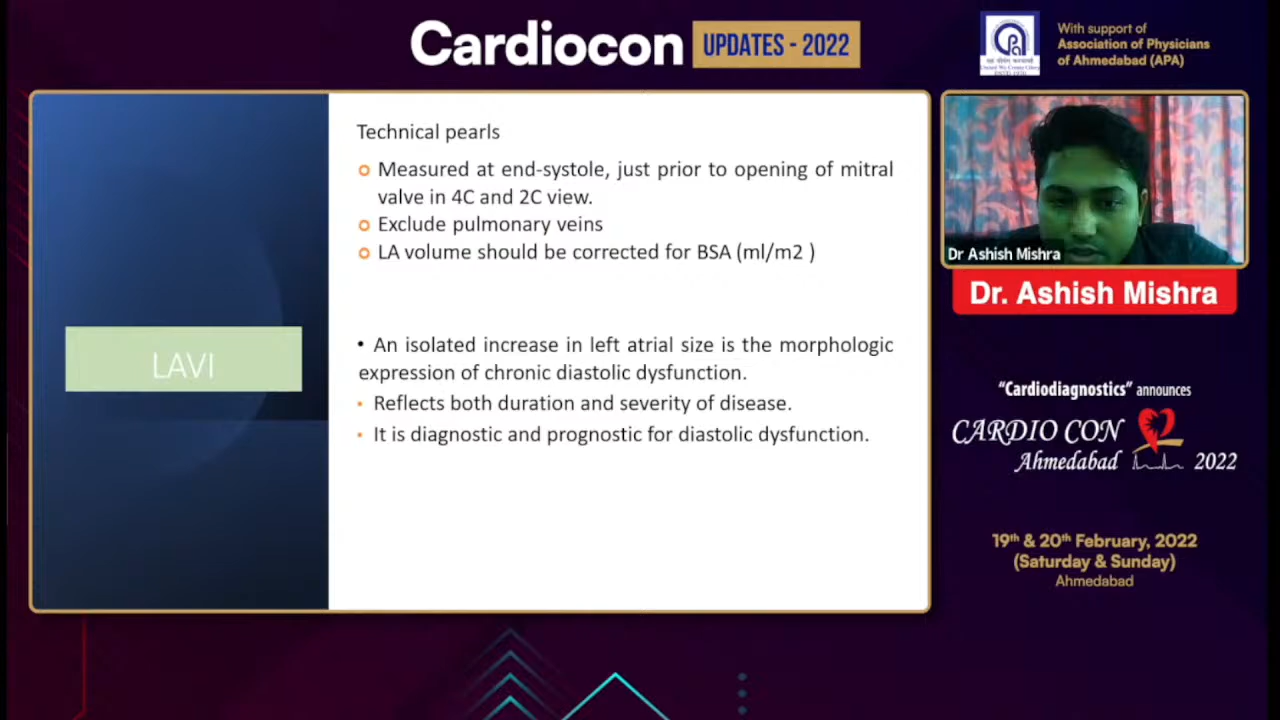 Cardiocon UPDATES - 2022
With support of
Association of Physicians
of Ahmedabad (APA)
LAVI
Technical pearls
Measured at end-systole, just prior to opening of mitral
valve in 4C and 2C view.
Exclude pulmonary veins
LA volume should be corrected for BSA (ml/m2 )
• An isolated increase in left atrial size is the morphologic
expression of chronic diastolic dysfunction.
• Reflects both duration and severity of disease.
• It is diagnostic and prognostic for diastolic dysfunction.
Dr Ashish Mishra
Dr. Ashish Mishra
“Cardiodiagnostics” announces
CARDIO CON
Ahmedabad 2022
19th & 20th February, 2022
(Saturday & Sunday)
Ahmedabad